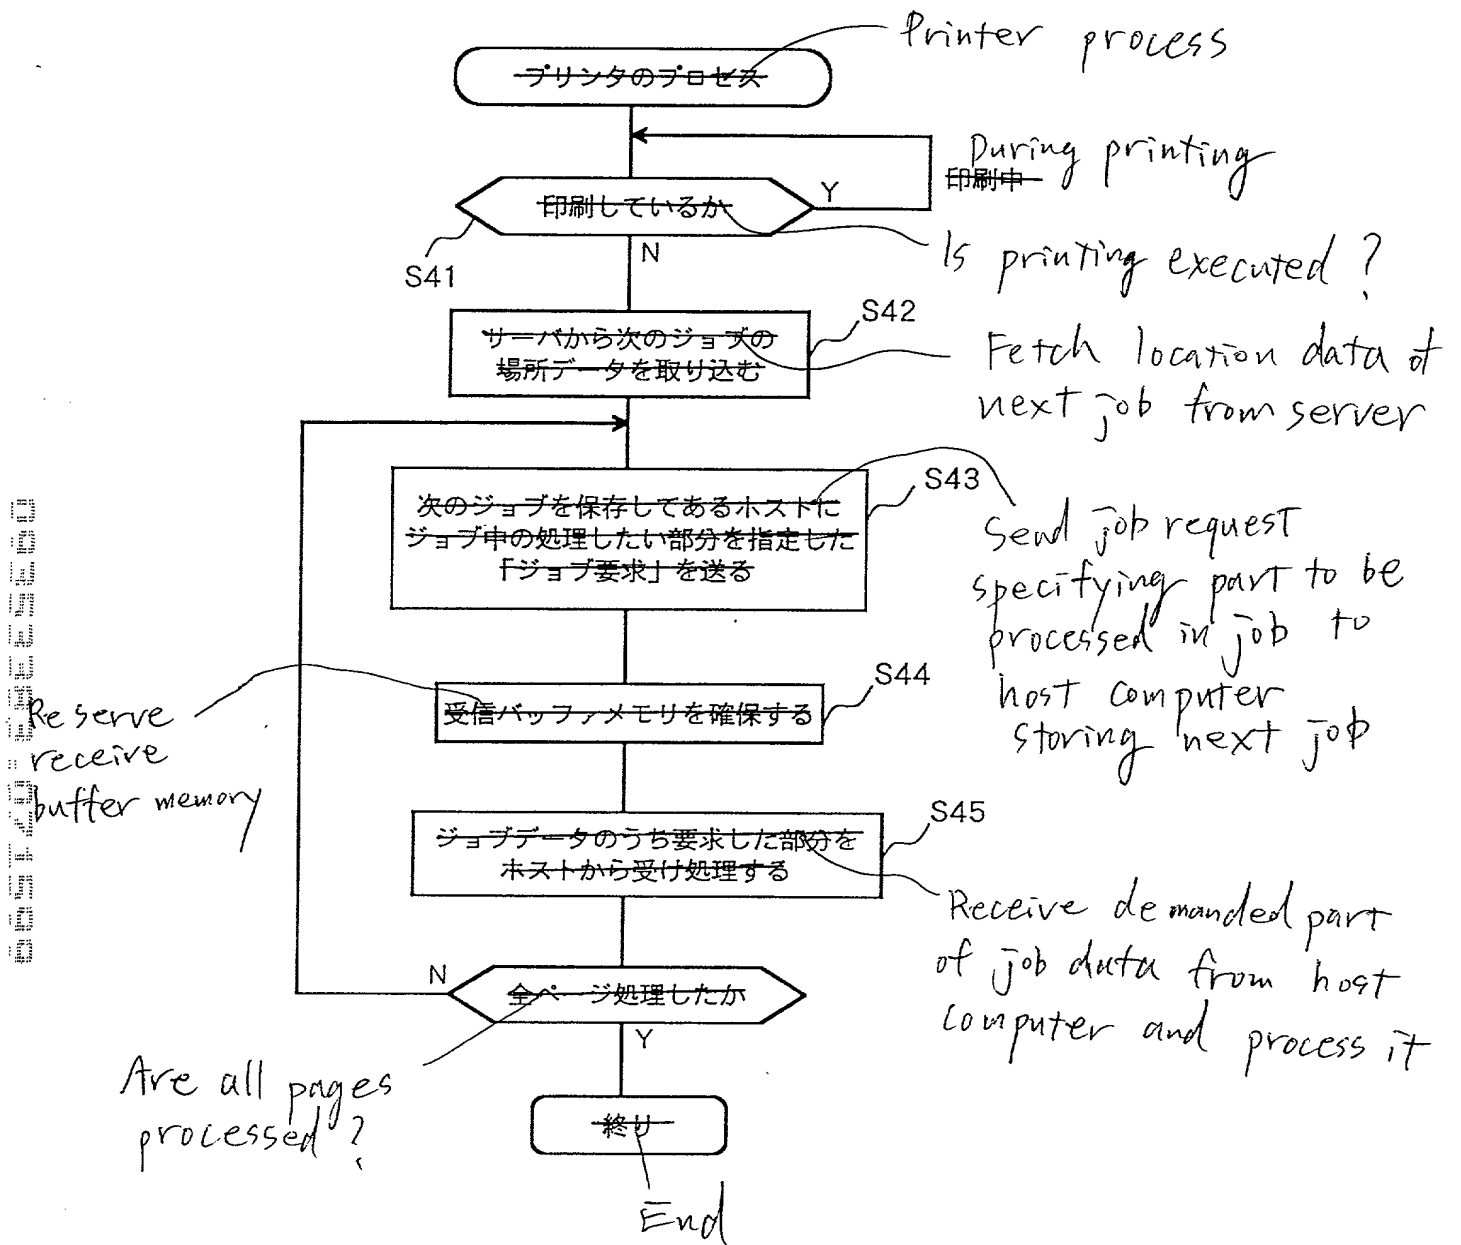 Printer process
プリンタのプロセス
During printing
印刷中
Y
印刷しているか
N
S41
Is printing executed ?
S42
サーバから次のジョブの
場所データを取り込む
Fetch location data of
next job from server
S43
次のジョブを保存してあるホストに
ジョブ中の処理したい部分を指定した
「ジョブ要求」を送る
Send job request
specifying part to be
processed in job to
host computer
storing next job
S44
受信バッファメモリを確保する
Reserve
receive
buffer memory
S45
ジョブデータのうち要求した部分を
ホストから受け処理する
Receive demanded part
of job data from host
computer and process it
N
全ページ処理したか
Y
Are all pages
processed ?
終り
End